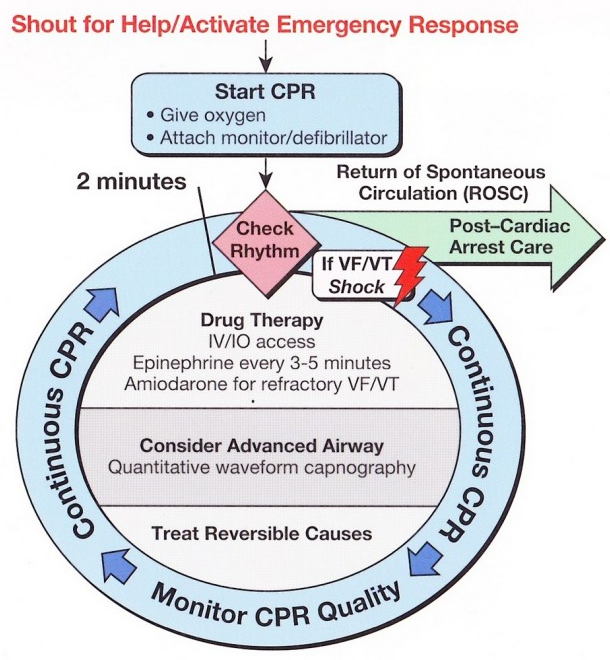 Shout for Help/Activate Emergency Response
Start CPR
• Give oxygen
• Attach monitor/defibrillator
2 minutes
Return of Spontaneous
Circulation (ROSC)
Check
Rhythm
Post–Cardiac
Arrest Care
If VF/VT
Shock
Drug Therapy
IV/IO access
Epinephrine every 3-5 minutes
Amiodarone for refractory VF/VT
Consider Advanced Airway
Quantitative waveform capnography
Treat Reversible Causes
Continuous CPR
Continuous CPR
Monitor CPR Quality